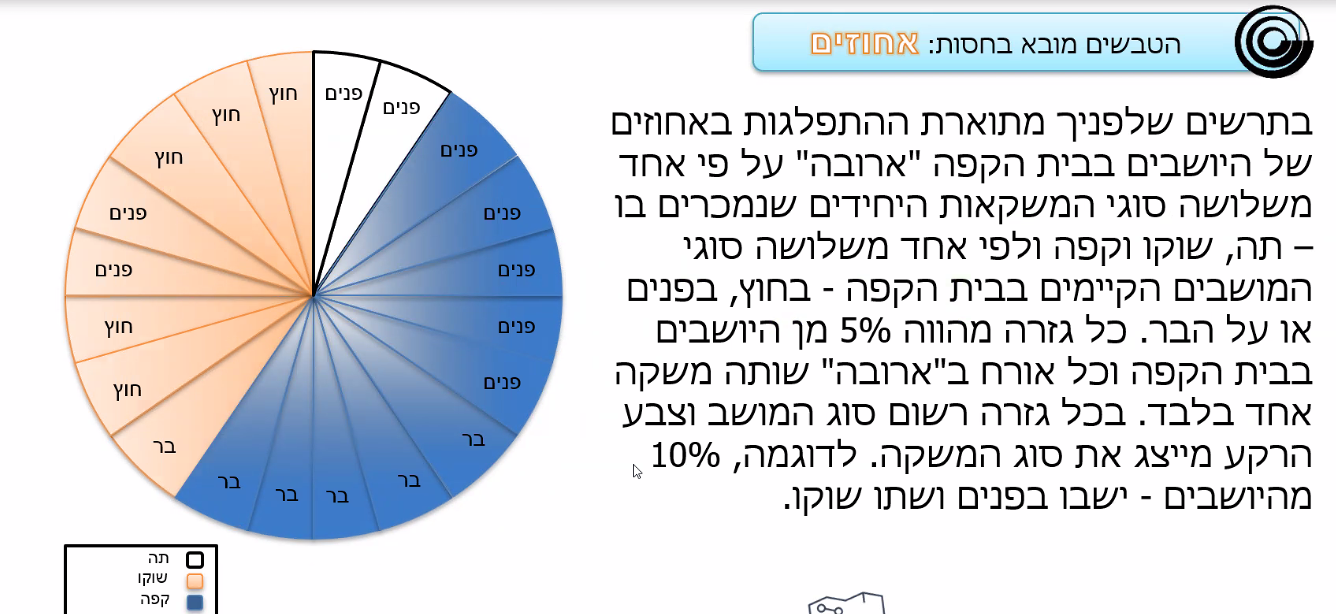 הטבשים מובא בחסות: אחוזים
בתרשים שלפניך מתוארת ההתפלגות באחוזים
של היושבים בבית הקפה "ארובה" על פי אחד
משלושה סוגי המשקאות היחידים שנמכרים בו
– תה, שוקו וקפה ולפי אחד משלושה סוגי
המושבים הקיימים בבית הקפה - בחוץ, בפנים
או על הבר. כל גזרה מהווה 5% מן היושבים
בבית הקפה וכל אורח ב"ארובה" שותה משקה
אחד בלבד. בכל גזרה רשום סוג המושב וצבע
הרקע מייצג את סוג המשקה. לדוגמה, 10%
מהיושבים - ישבו בפנים ושתו שוקו.
פנים
פנים
פנים
פנים
פנים
פנים
פנים
בר
בר
בר
בר
בר
בר
חוץ
חוץ
פנים
פנים
חוץ
חוץ
חוץ
תה
שוקו
קפה